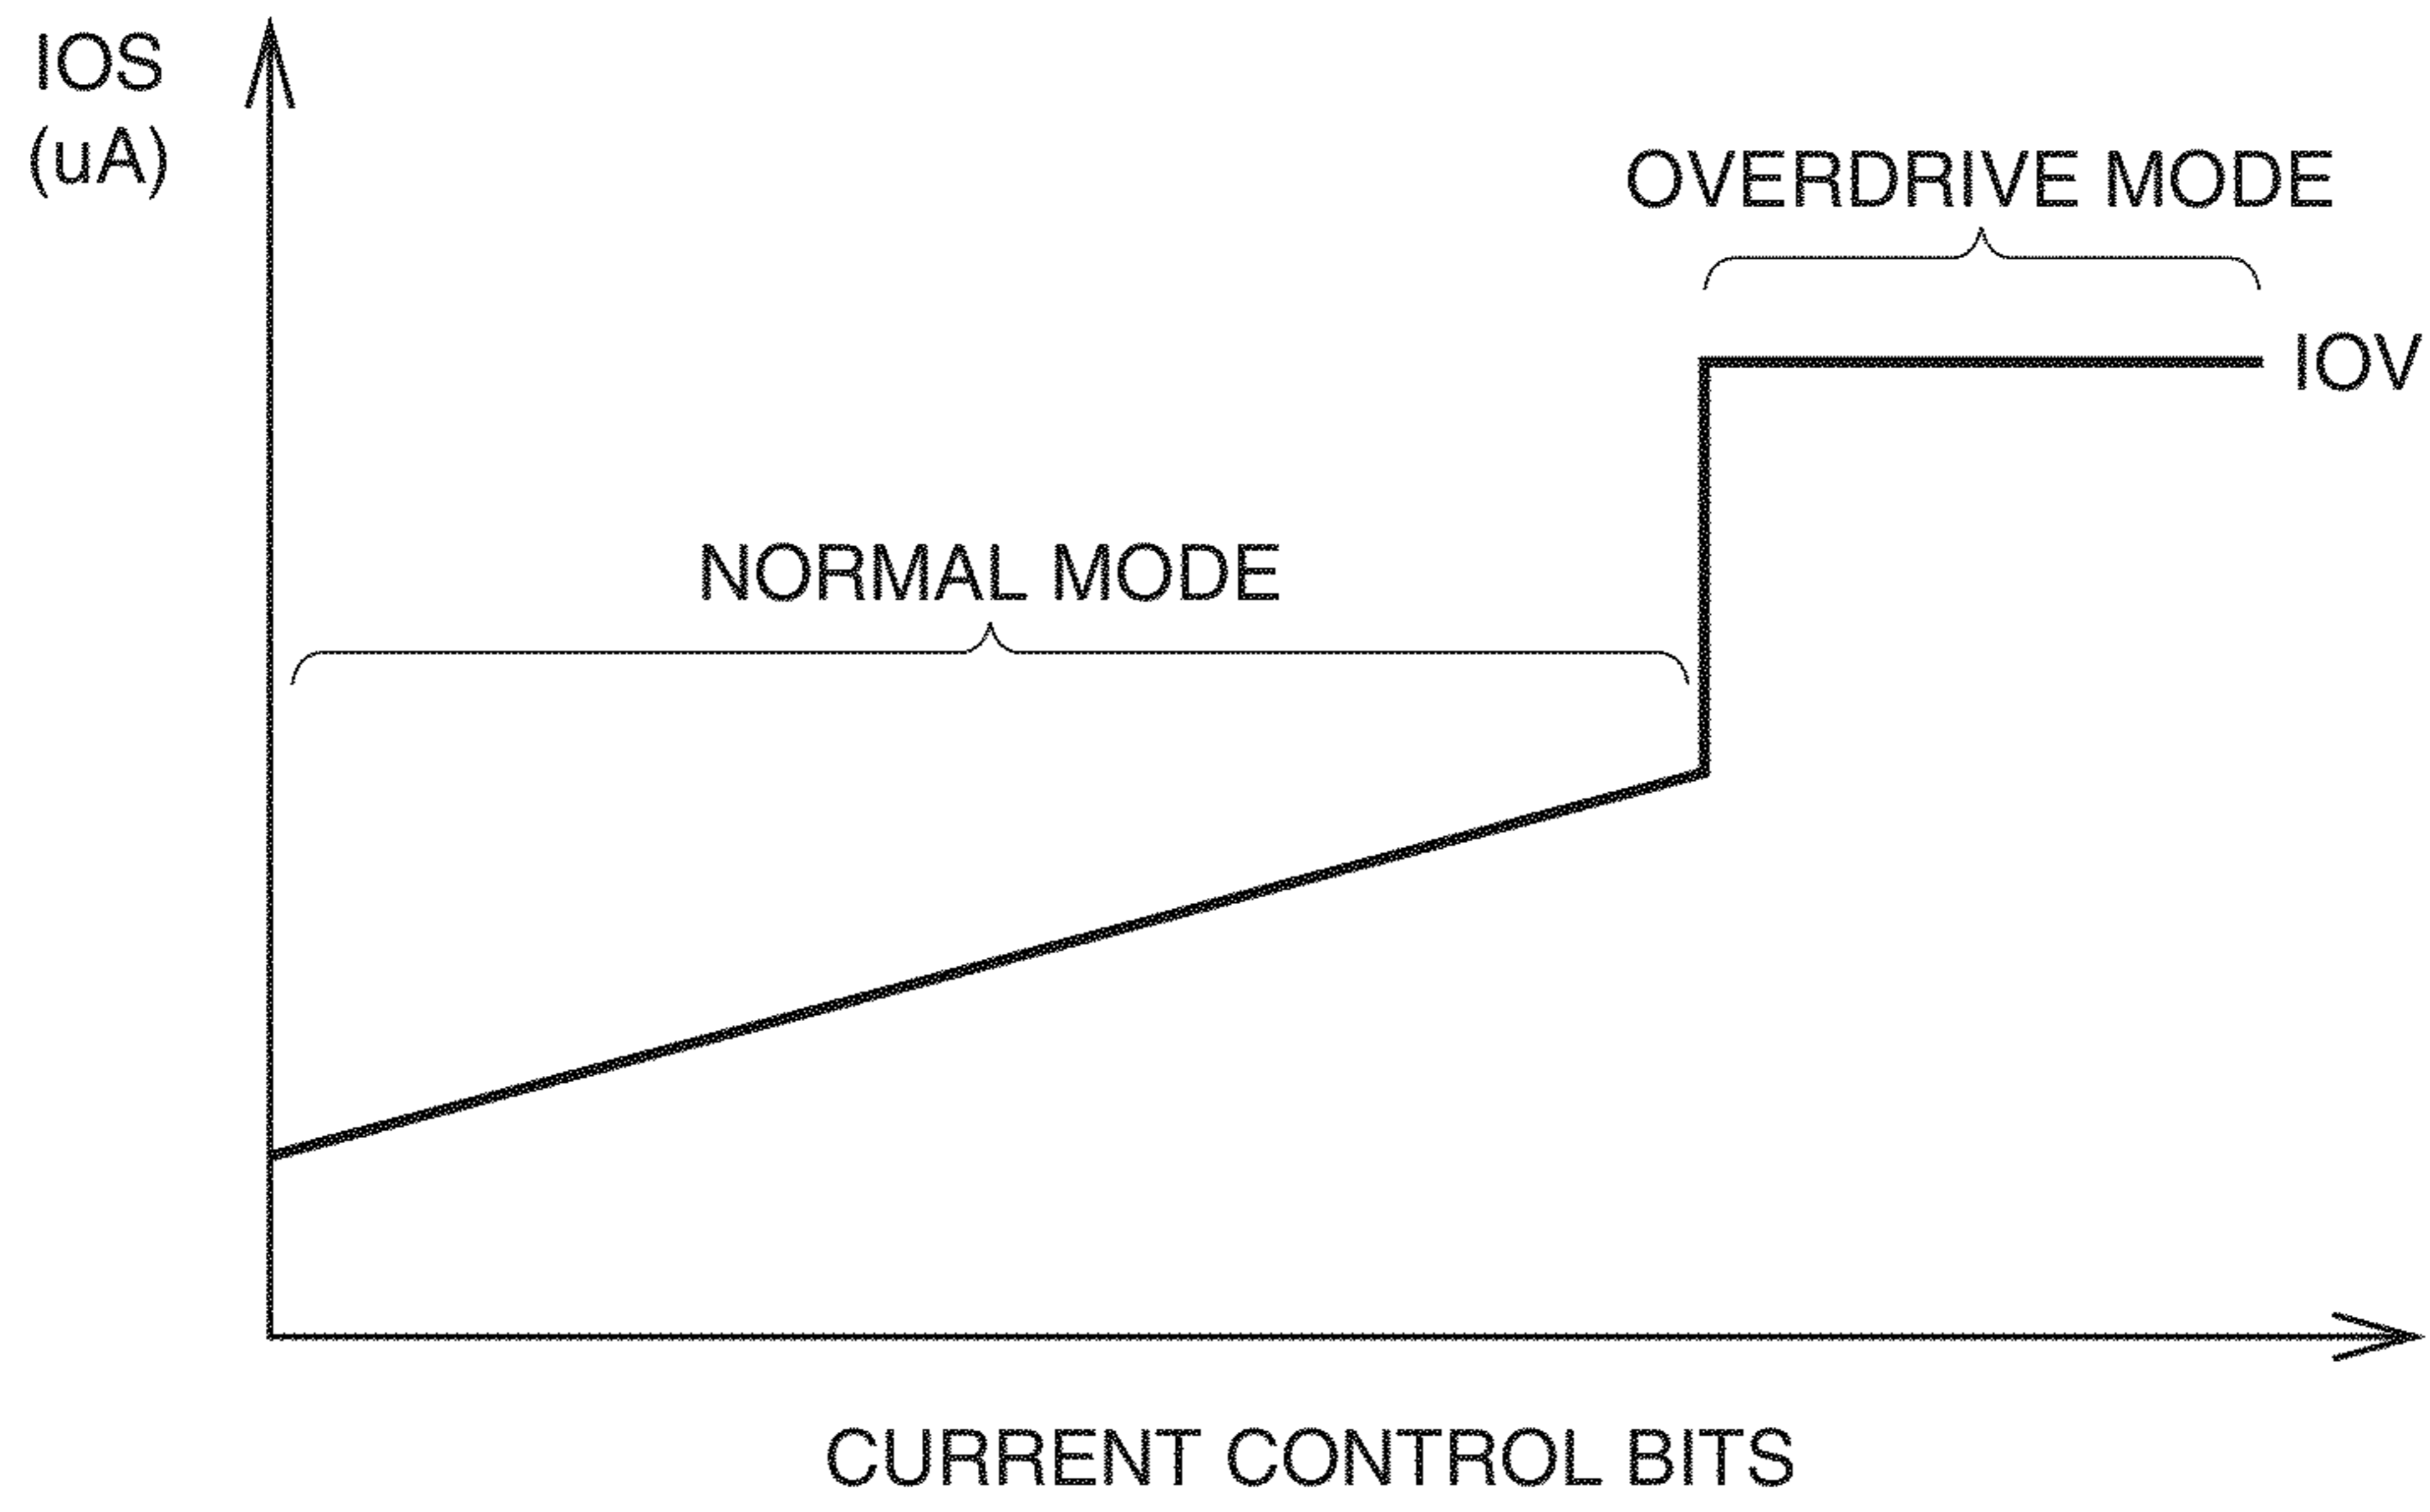 IOS
(uA)
OVERDRIVE MODE
IOV
NORMAL MODE
CURRENT CONTROL BITS